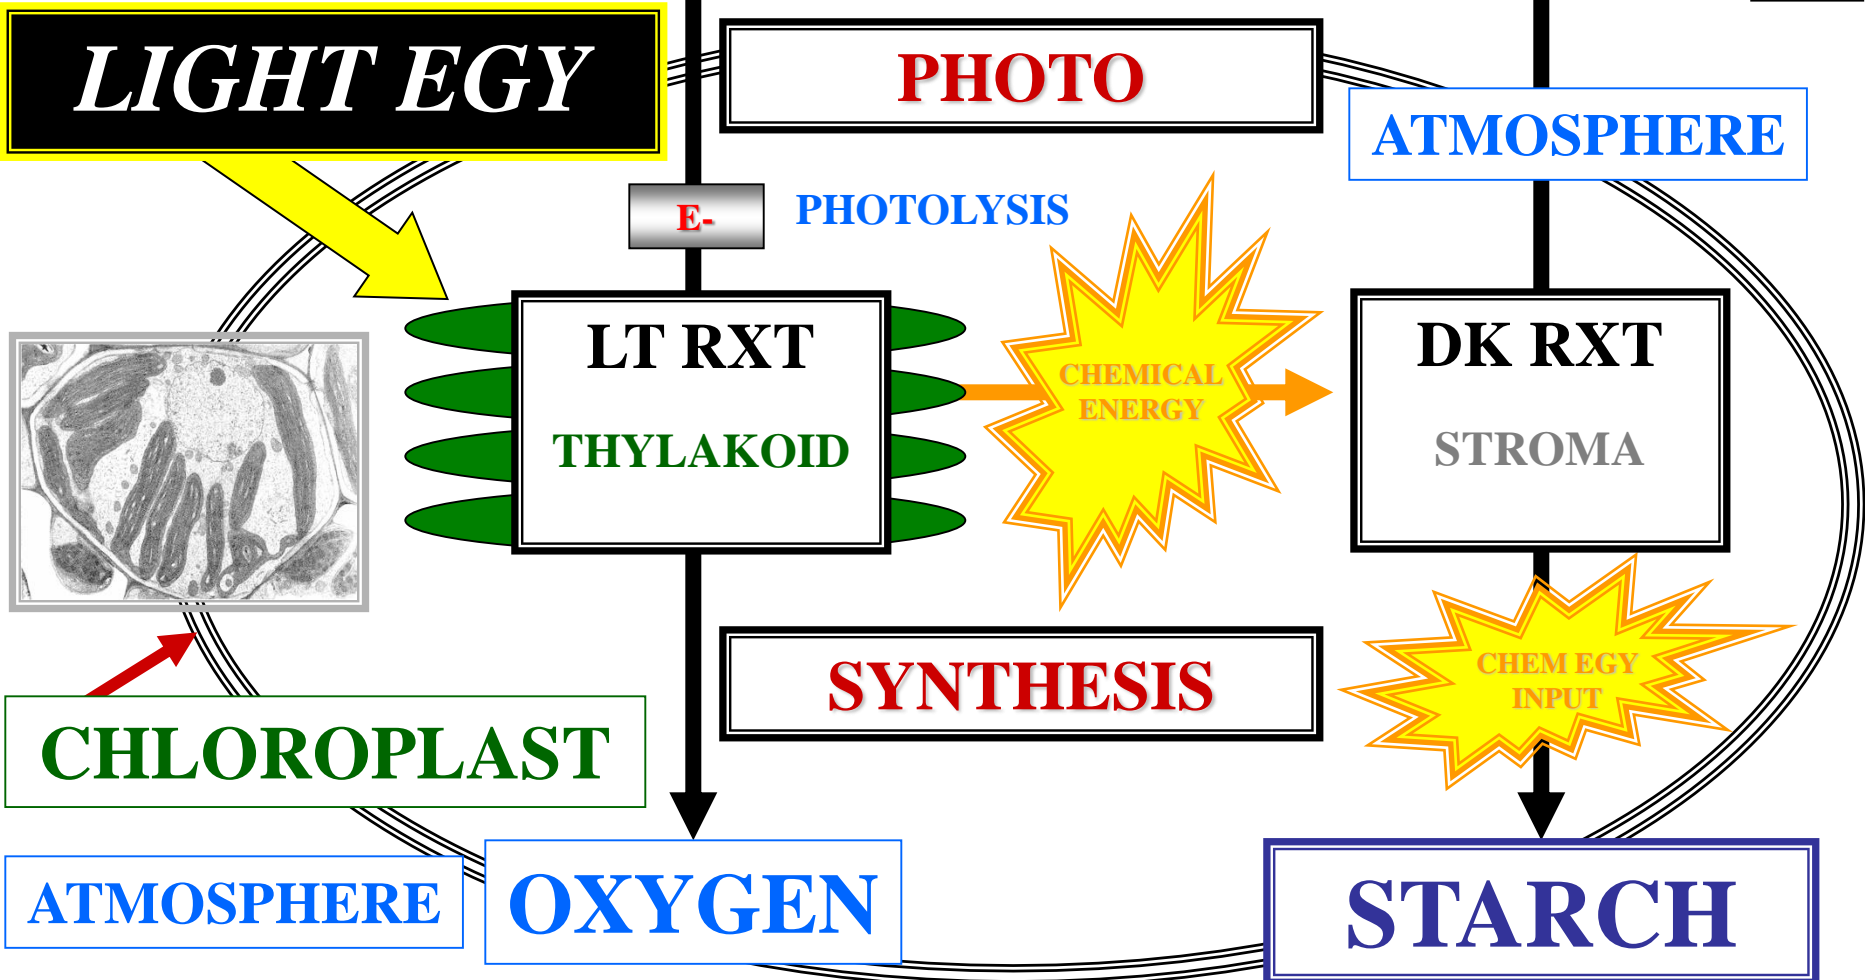 LIGHT EGY
PHOTO
ATMOSPHERE
E-
PHOTOLYSIS
LT RXT
THYLAKOID
CHEMICAL
ENERGY
DK RXT
STROMA
SYNTHESIS
CHEM EGY
INPUT
CHLOROPLAST
ATMOSPHERE
OXYGEN
STARCH